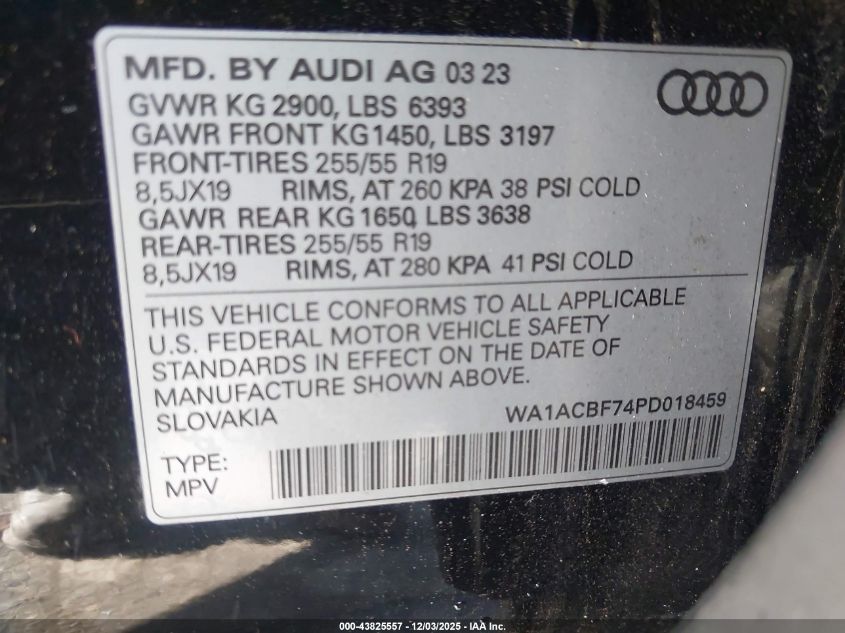 MFD. BY AUDI AG 03 23
GVWR KG 2900, LBS 6393
GAWR FRONT KG1450, LBS 3197
FRONT-TIRES 255/55 R19
8,5JX19 RIMS, AT 260 KPA 38 PSI COLD
GAWR REAR KG 1650, LBS 3638
REAR-TIRES 255/55 R19
8,5JX19 RIMS, AT 280 KPA 41 PSI COLD
THIS VEHICLE CONFORMS TO ALL APPLICABLE
U.S. FEDERAL MOTOR VEHICLE SAFETY
STANDARDS IN EFFECT ON THE DATE OF
MANUFACTURE SHOWN ABOVE.
SLOVAKIA WA1ACBF74PD018459
TYPE:
MPV
000-43825557 - 12/03/2025 - IAA Inc.